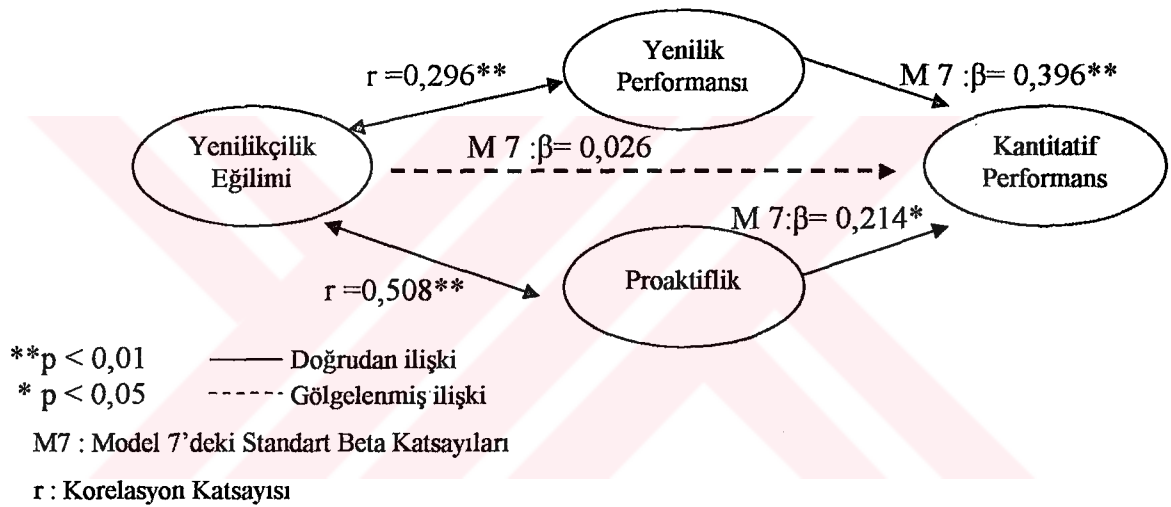 Yenilik
Performansı
r =0,296**
M 7 :β= 0,396**
Yenilikçilik
Eğilimi
M 7 :β= 0,026
Kantitatif
Performans
M 7:β= 0,214*
Proaktiflik
r =0,508**
**p < 0,01
Doğrudan ilişki
* p < 0,05
Gölgelenmiş ilişki
M7 : Model 7’deki Standart Beta Katsayıları
r : Korelasyon Katsayısı